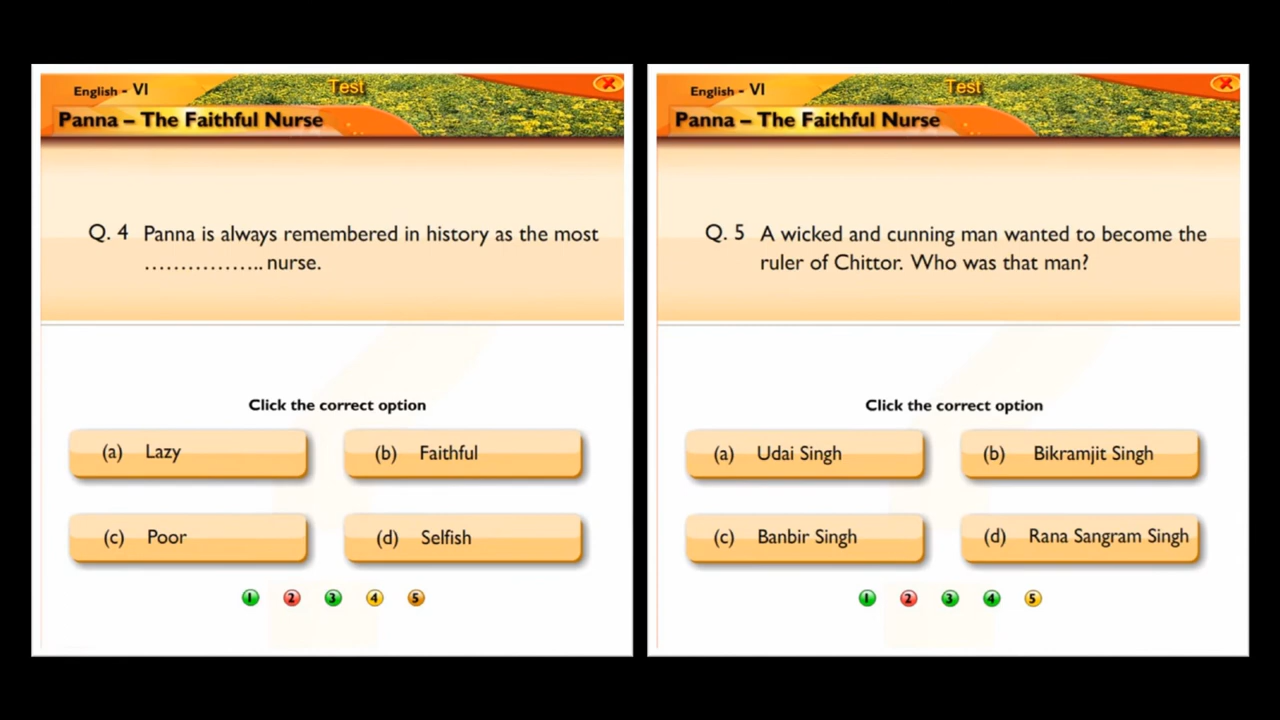 English - VI
Test
Panna – The Faithful Nurse
Q. 4 Panna is always remembered in history as the most
................. nurse.
Click the correct option
(a) Lazy
(b) Faithful
(c) Poor
(d) Selfish
1 2 3 4 5
English - VI
Test
Panna – The Faithful Nurse
Q. 5 A wicked and cunning man wanted to become the
ruler of Chittor. Who was that man?
Click the correct option
(a) Udai Singh
(b) Bikramjit Singh
(c) Banbir Singh
(d) Rana Sangram Singh
1 2 3 4 5